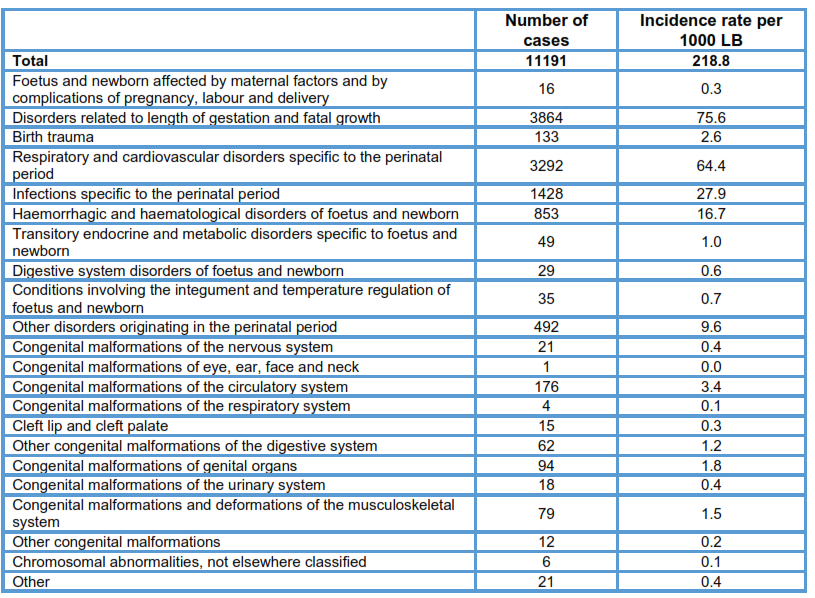 Number of
cases
Incidence rate per
1000 LB
Total 11191 218.8
Foetus and newborn affected by maternal factors and by
complications of pregnancy, labour and delivery 16 0.3
Disorders related to length of gestation and fatal growth 3864 75.6
Birth trauma 133 2.6
Respiratory and cardiovascular disorders specific to the perinatal
period 3292 64.4
Infections specific to the perinatal period 1428 27.9
Haemorrhagic and haematological disorders of foetus and newborn 853 16.7
Transitory endocrine and metabolic disorders specific to foetus and
newborn 49 1.0
Digestive system disorders of foetus and newborn 29 0.6
Conditions involving the integument and temperature regulation of
foetus and newborn 35 0.7
Other disorders originating in the perinatal period 492 9.6
Congenital malformations of the nervous system 21 0.4
Congenital malformations of eye, ear, face and neck 1 0.0
Congenital malformations of the circulatory system 176 3.4
Congenital malformations of the respiratory system 4 0.1
Cleft lip and cleft palate 15 0.3
Other congenital malformations of the digestive system 62 1.2
Congenital malformations of genital organs 94 1.8
Congenital malformations of the urinary system 18 0.4
Congenital malformations and deformations of the musculoskeletal
system 79 1.5
Other congenital malformations 12 0.2
Chromosomal abnormalities, not elsewhere classified 6 0.1
Other 21 0.4